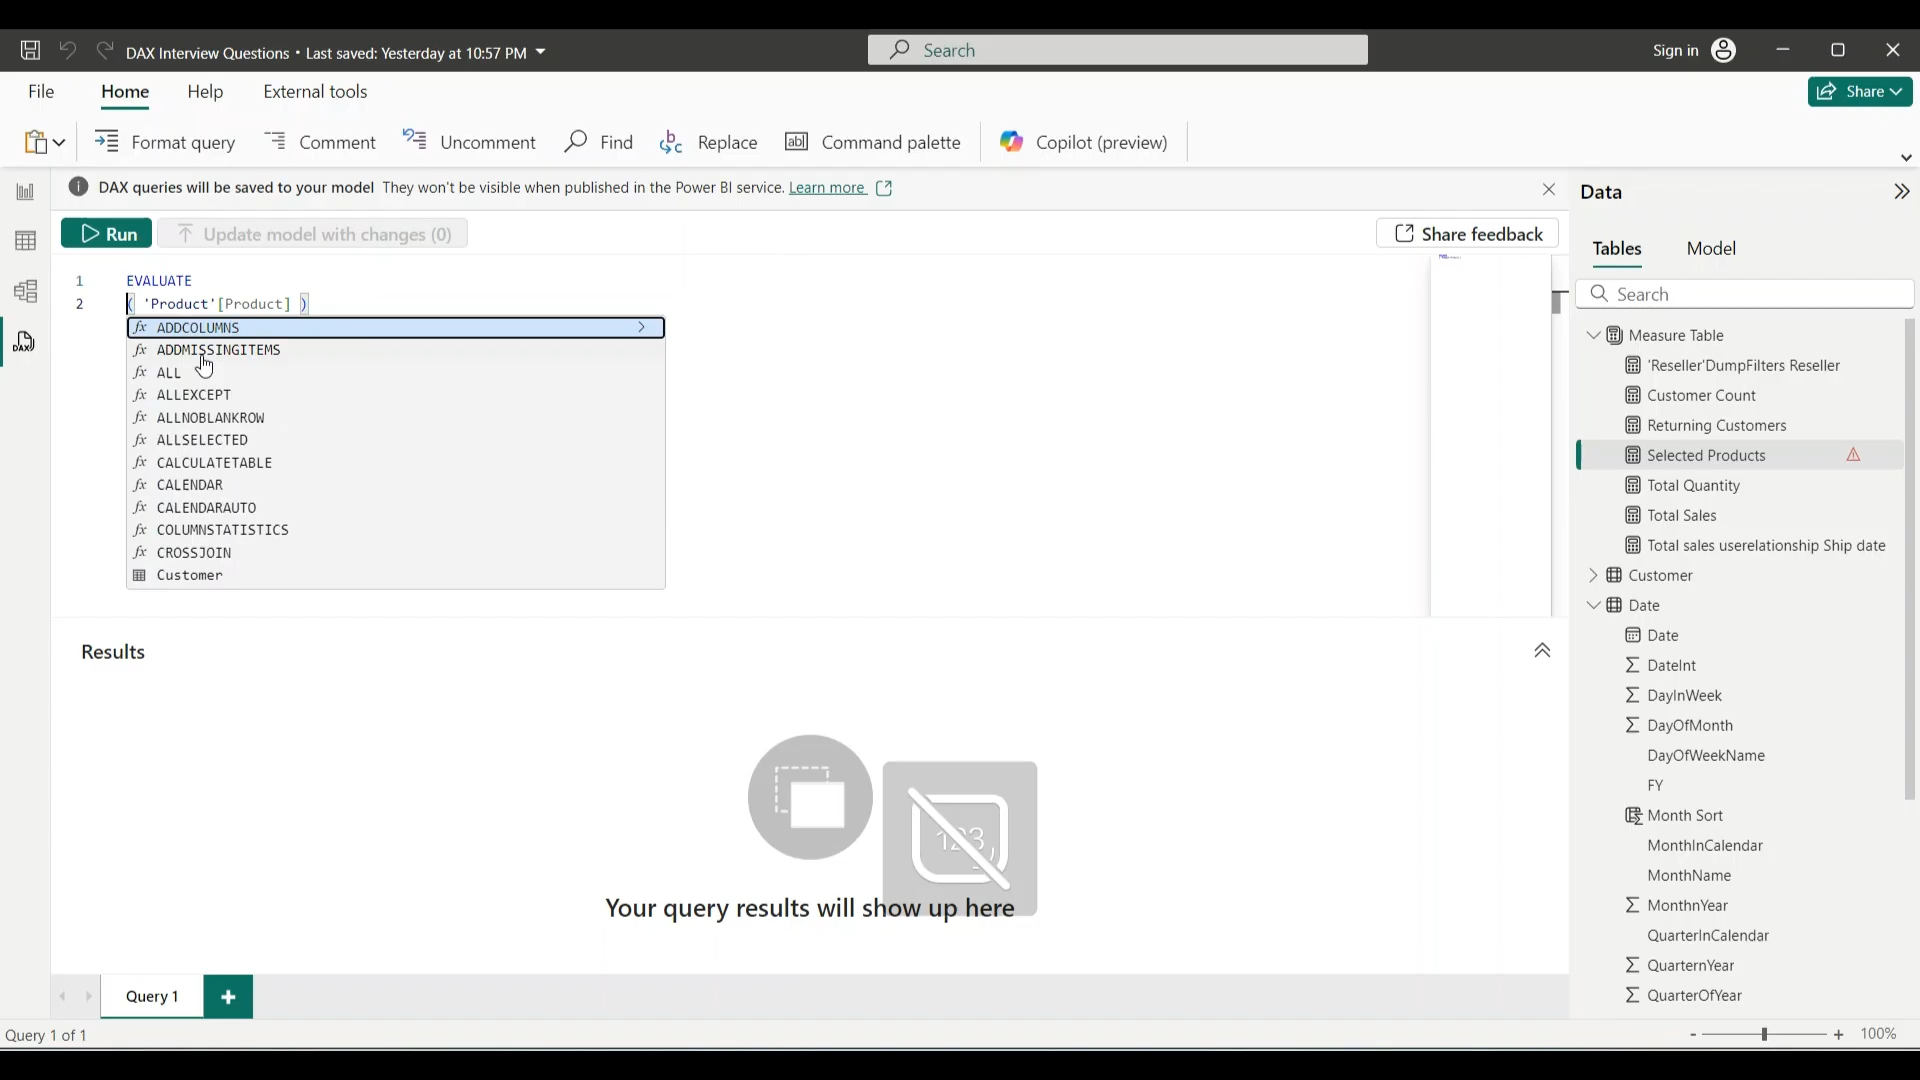 DAX Interview Questions • Last saved: Yesterday at 10:57 PM
Search
Sign in
File
Home
Help
External tools
Share
Format query
Comment
Uncomment
Find
Replace
Command palette
Copilot (preview)
DAX queries will be saved to your model They won't be visible when published in the Power BI service. Learn more
Run
Update model with changes (0)
Share feedback
1 EVALUATE
2 ( 'Product'[Product] )
ADDCOLUMNS
ADDMISSINGITEMS
ALL
ALLEXCEPT
ALLNOBLANKROW
ALLSELECTED
CALCULATETABLE
CALENDAR
CALENDARAUTO
COLUMNSTATISTICS
CROSSJOIN
Customer
Results
123
Your query results will show up here
Query 1
Query 1 of 1
Data
Tables
Model
Search
Measure Table
'Reseller'DumpFilters Reseller
Customer Count
Returning Customers
Selected Products
Total Quantity
Total Sales
Total sales userelationship Ship date
Customer
Date
Date
DateInt
DayInWeek
DayOfMonth
DayOfWeekName
FY
Month Sort
MonthInCalendar
MonthName
MonthnYear
QuarterInCalendar
QuarternYear
QuarterOfYear
- + 100%